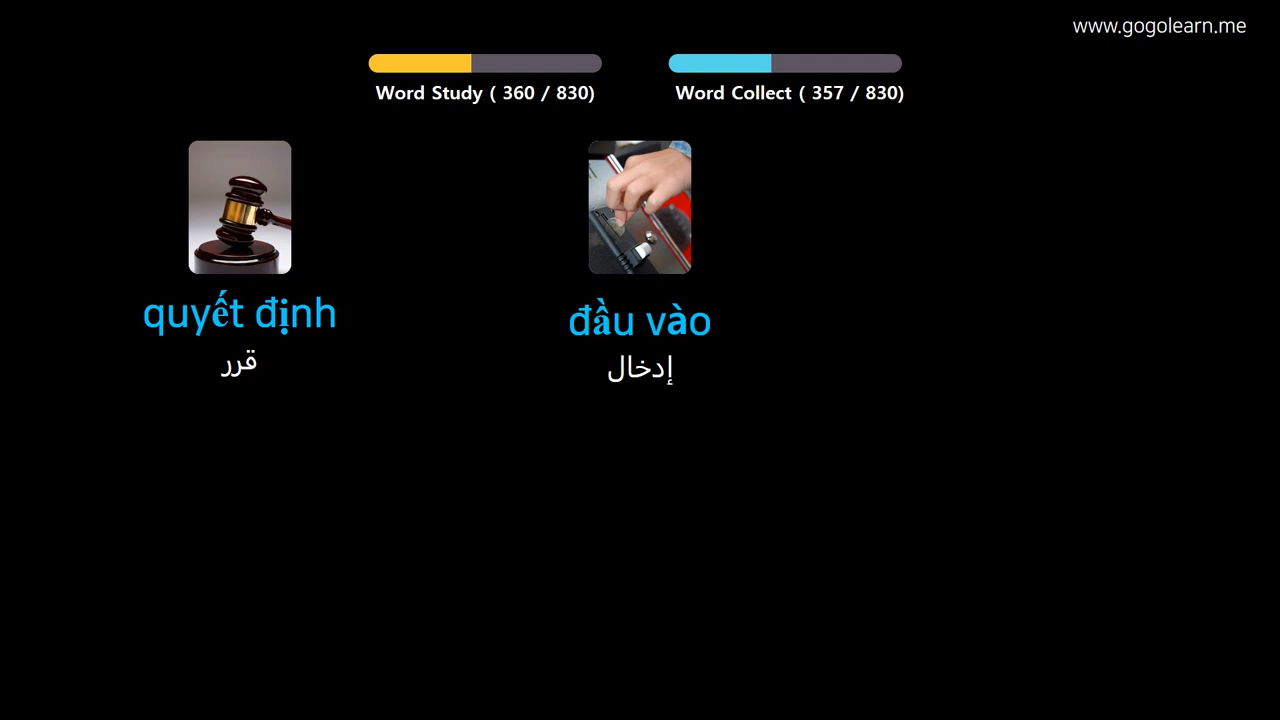 www.gogolearn.me
Word Study ( 360 / 830)
Word Collect ( 357 / 830)
quyết định
قرر
đầu vào
إدخال